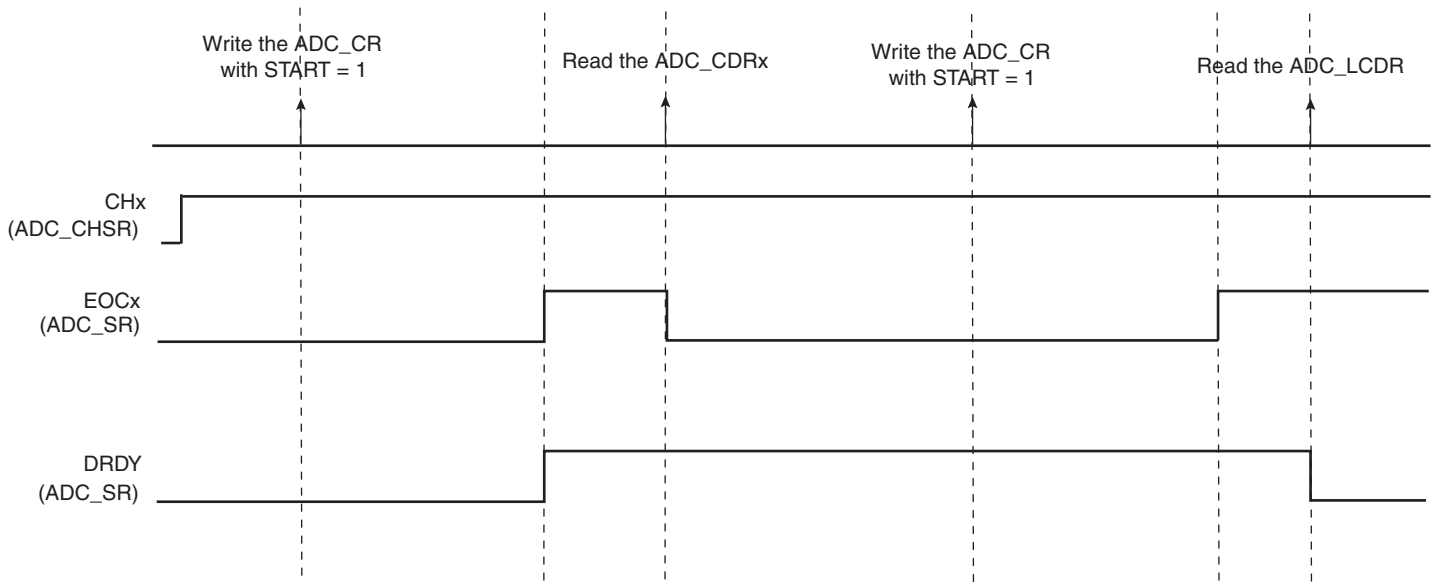 Write the ADC_CR
with START = 1
Read the ADC_CDRx
Write the ADC_CR
with START = 1
Read the ADC_LCDR
CHx
(ADC_CHSR)
EOCx
(ADC_SR)
DRDY
(ADC_SR)